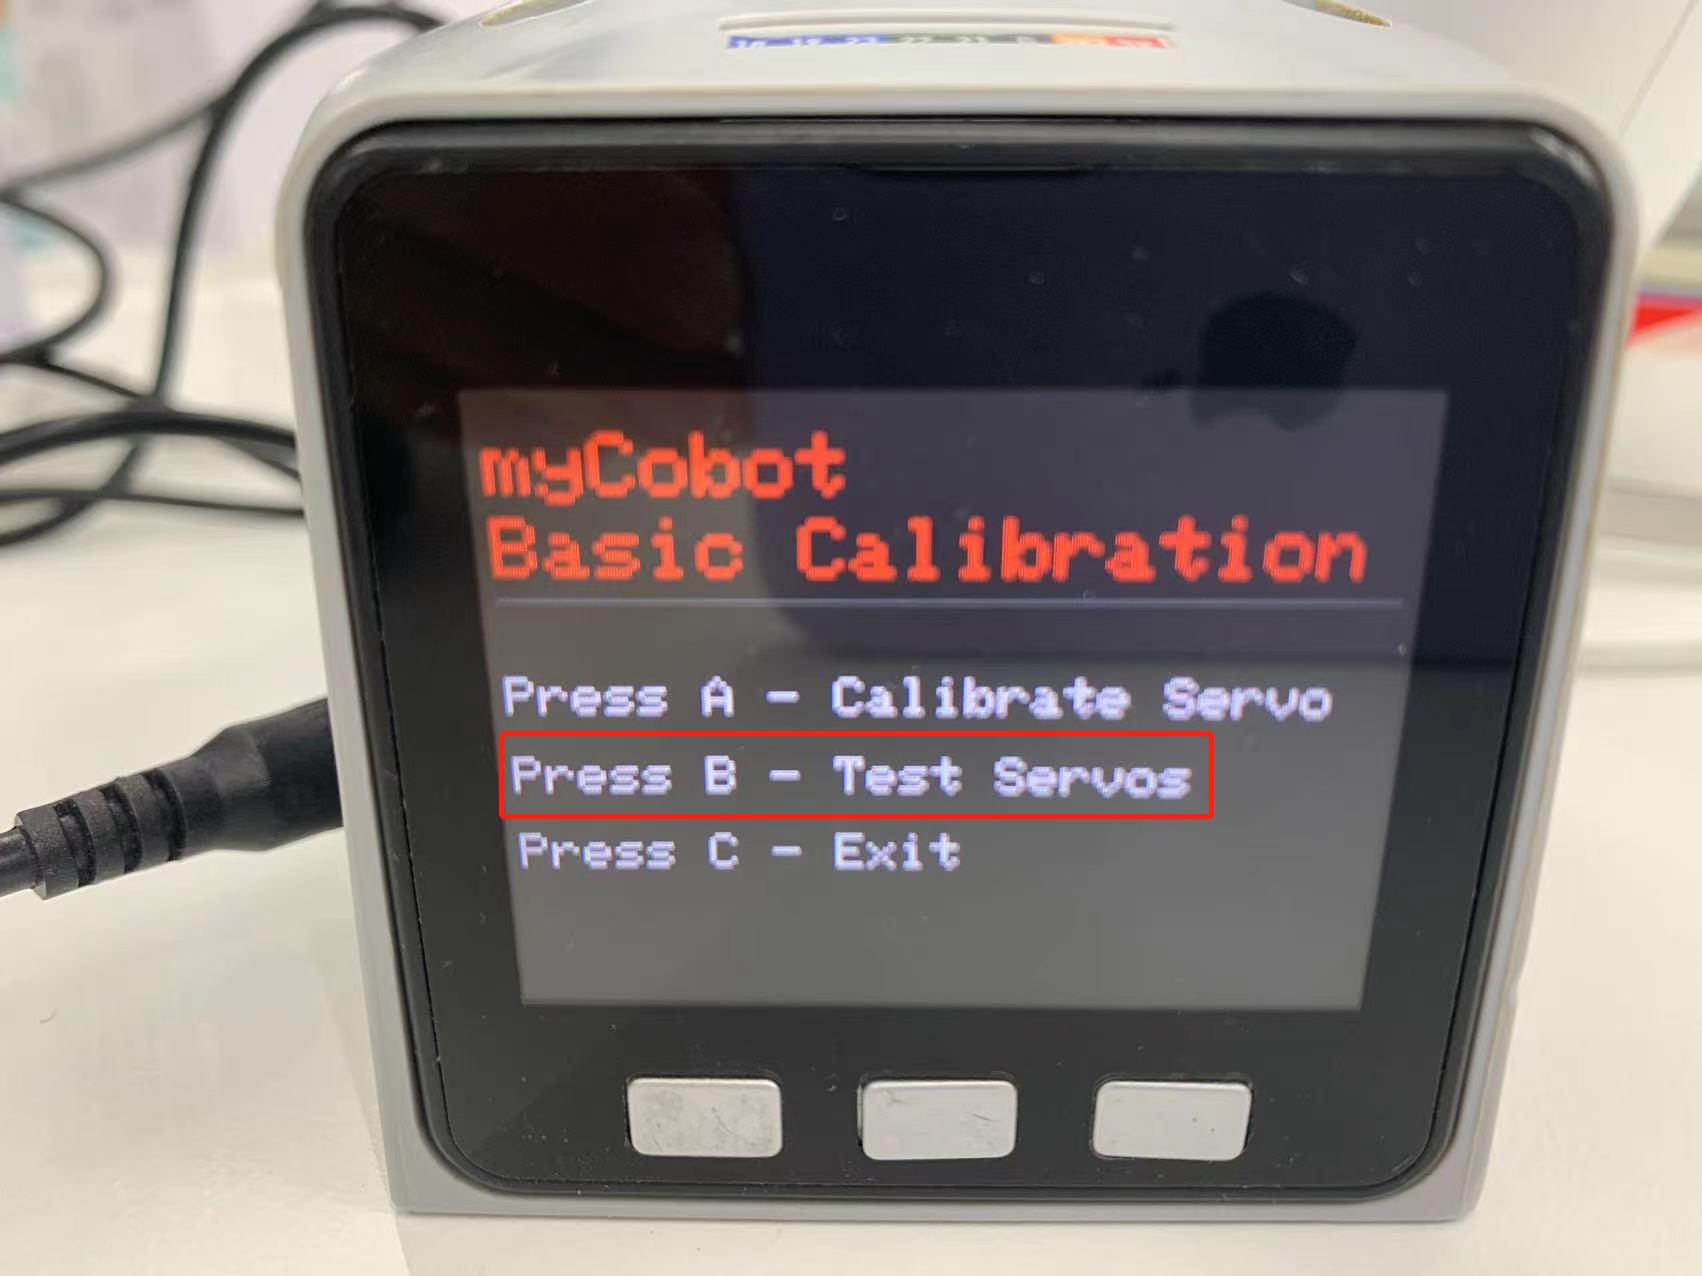 myCobot
Basic Calibration
Press A - Calibrate Servo
Press B - Test Servos
Press C - Exit